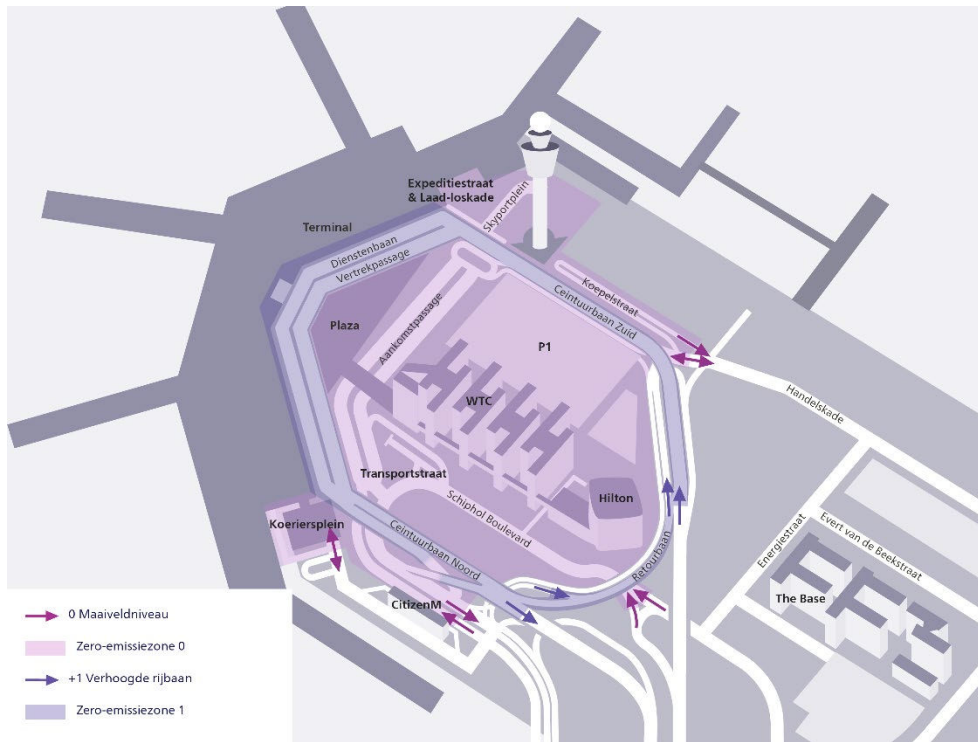 Expeditiestraat
& Laad-loskade
Skyportplein
Terminal
Dienstenbaan
Vertrekpassage
Koepelstraat
Ceintuurbaan Zuid
Plaza
Aankomstpassage
P1
Handelskade
WTC
Transportstraat
Hilton
Schiphol Boulevard
Koeriersplein
Ceintuurbaan Noord
Retourbaan
Energiestraat
Evert van de Beekstraat
The Base
CitizenM
0 Maaiveldniveau
Zero-emissiezone 0
+1 Verhoogde rijbaan
Zero-emissiezone 1